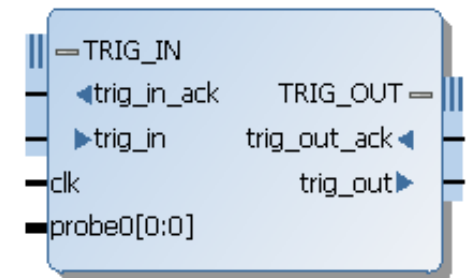 TRIG_IN
trig_in_ack
TRIG_OUT
trig_in
trig_out_ack
clk
trig_out
probe0[0:0]